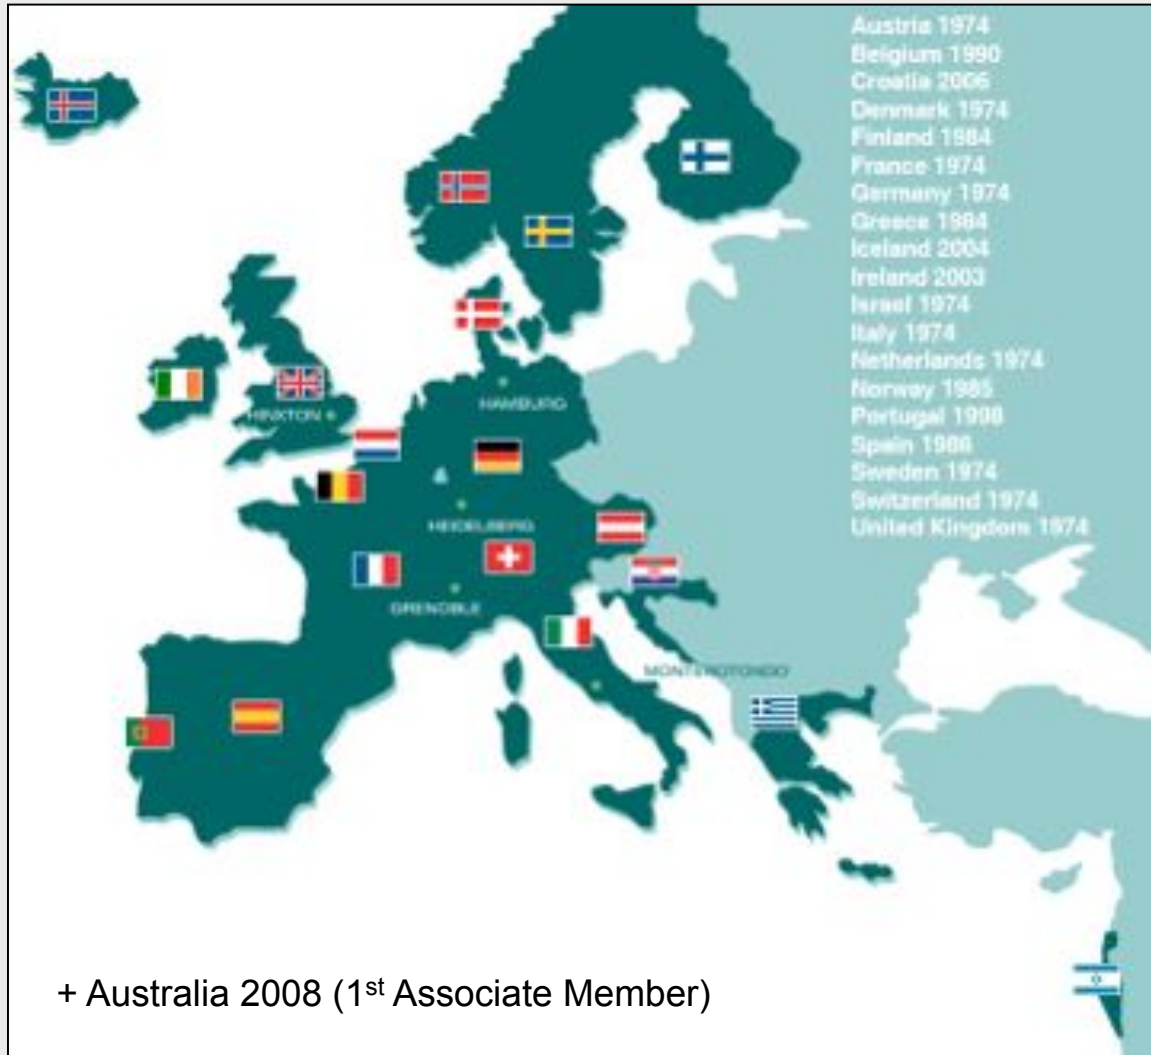 Austria 1974
Belgium 1990
Croatia 2006
Denmark 1974
Finland 1984
France 1974
Germany 1974
Greece 1984
Iceland 2004
Ireland 2003
Israel 1974
Italy 1974
Netherlands 1974
Norway 1985
Portugal 1998
Spain 1986
Sweden 1974
Switzerland 1974
United Kingdom 1974
HAMBURG
HINXTON
HEIDELBERG
GRENOBLE
MONTEROTONDO
+ Australia 2008 (1st Associate Member)